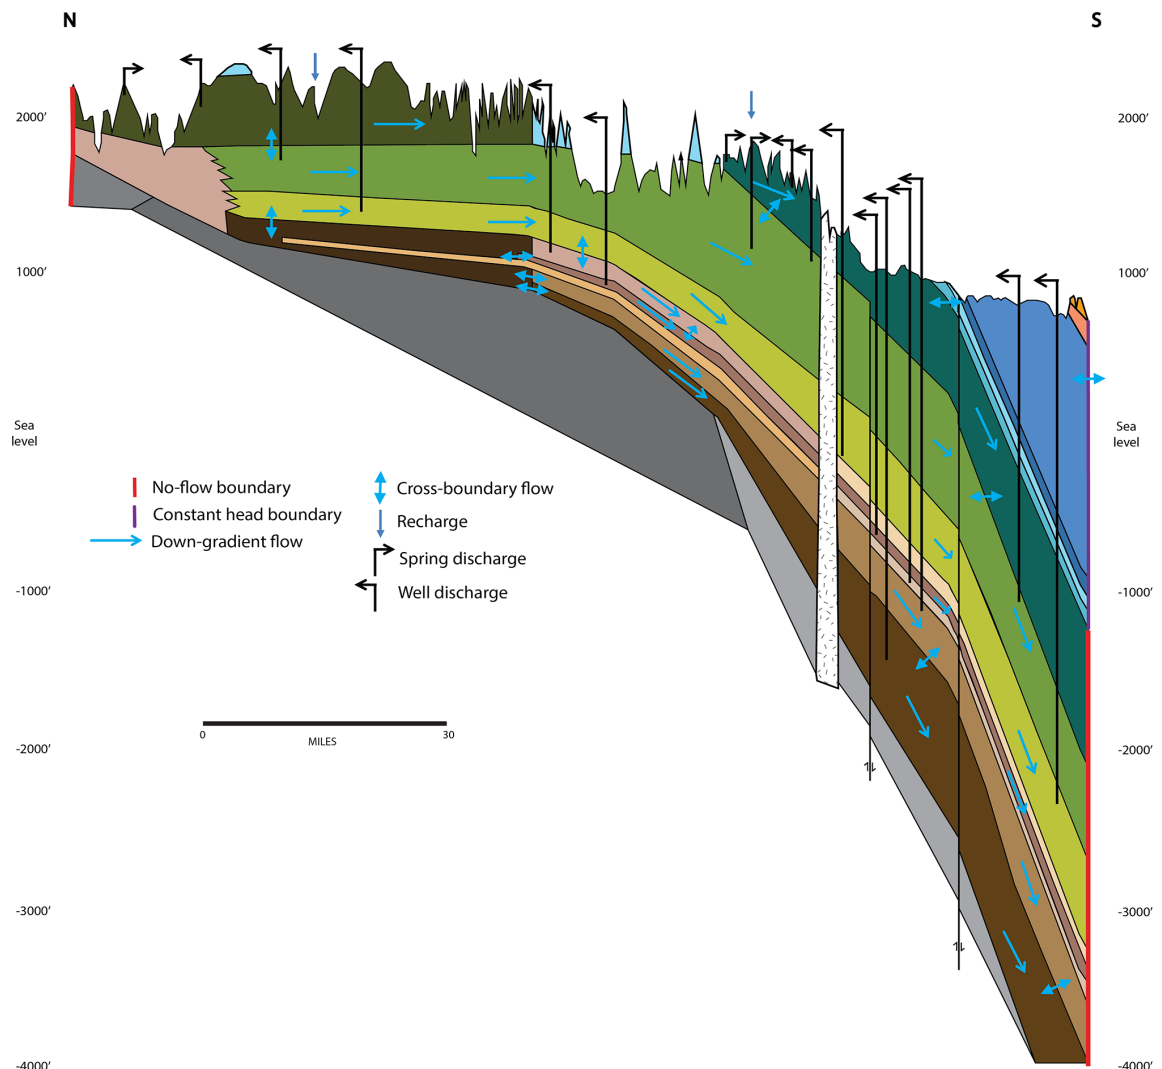 N
S
2000’
2000’
1000’
1000’
Sea
level
Sea
level
No-flow boundary
Constant head boundary
Down-gradient flow
Cross-boundary flow
Recharge
Spring discharge
Well discharge
-1000’
-1000’
0
30
MILES
-2000’
-2000’
-3000’
-3000’
-4000’
-4000’